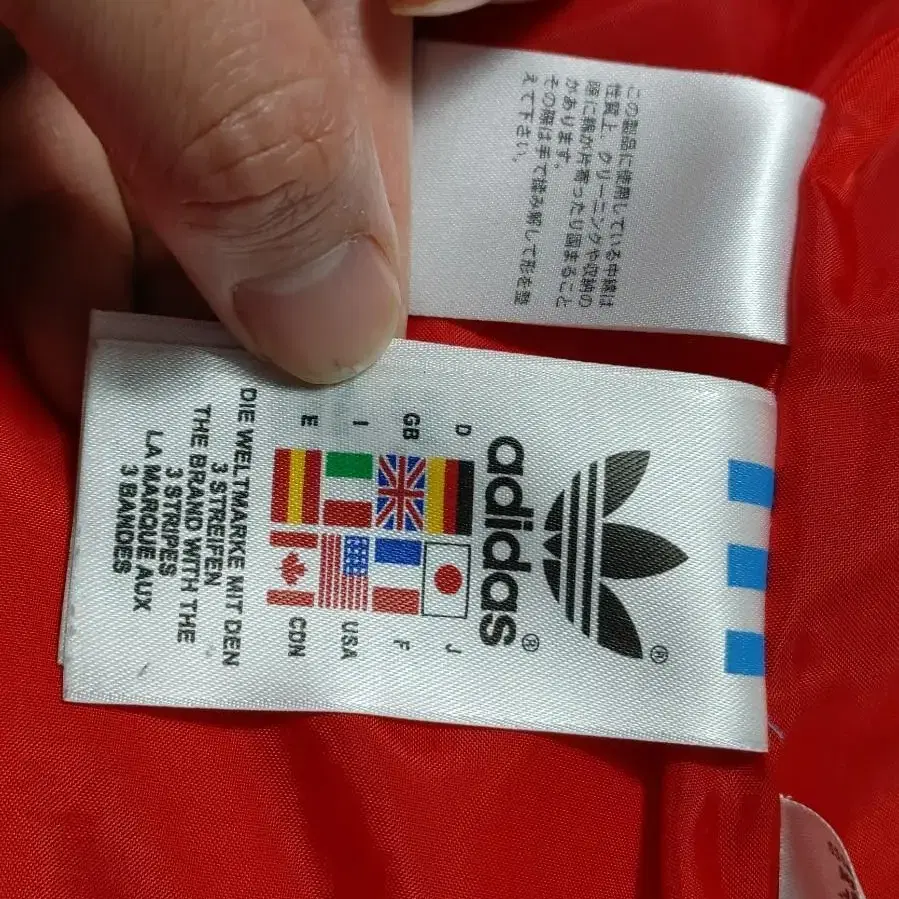 この製品に使用している中綿は
性質上 クリーニングや収納の
際に綿が片寄ったり固まること
があります。
その際は手で揉み解して形を整
えて下さい。
®
adidas®
D J
GB F
I USA
E CDN
DIE WELTMARKE MIT DEN
3 STREIFEN
THE BRAND WITH THE
3 STRIPES
LA MARQUE AUX
3 BANDES